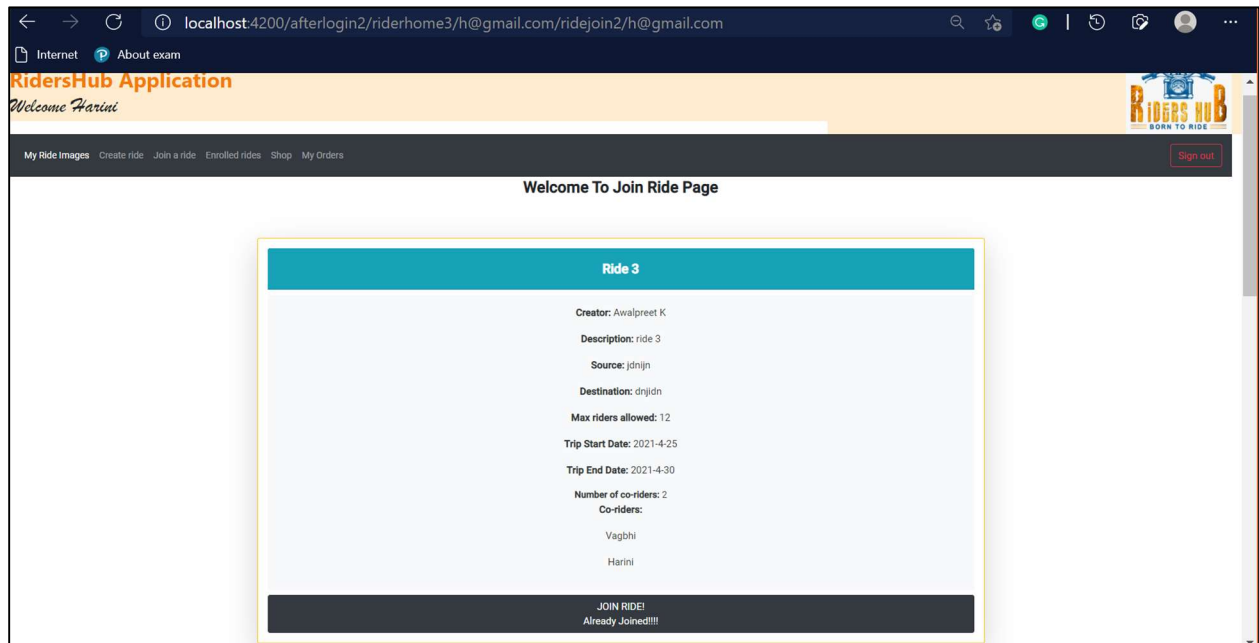 localhost:4200/afterlogin2/riderhome3/h@gmail.com/ridejoin2/h@gmail.com
Internet About exam
RidersHub Application
Welcome Harini
RIDERS HUB
BORN TO RIDE
My Ride Images Create ride Join a ride Enrolled rides Shop My Orders Sign out
Welcome To Join Ride Page
Ride 3
Creator: Awalpreet K
Description: ride 3
Source: jdnijn
Destination: dnjidn
Max riders allowed: 12
Trip Start Date: 2021-4-25
Trip End Date: 2021-4-30
Number of co-riders: 2
Co-riders:
Vagbhi
Harini
JOIN RIDE!
Already Joined!!!!